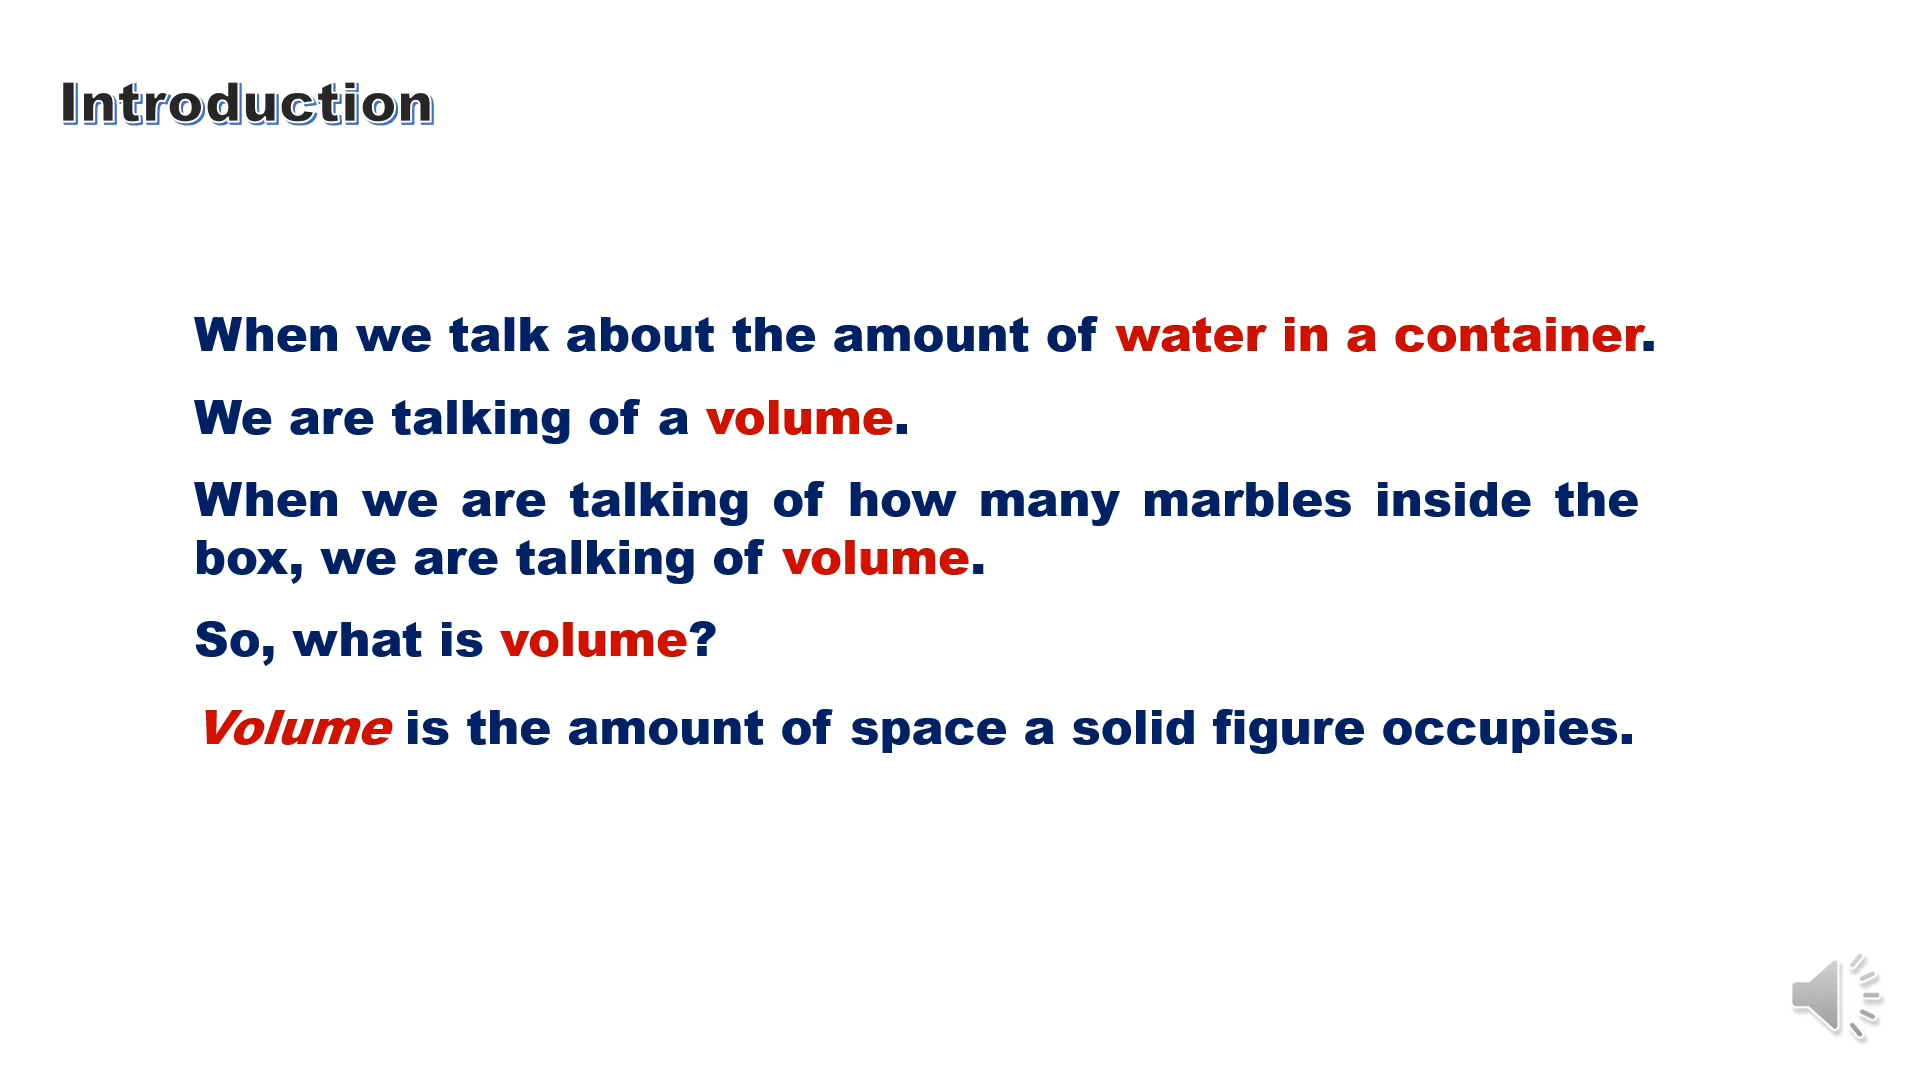 Introduction
When we talk about the amount of water in a container.
We are talking of a volume.
When we are talking of how many marbles inside the
box, we are talking of volume.
So, what is volume?
Volume is the amount of space a solid figure occupies.